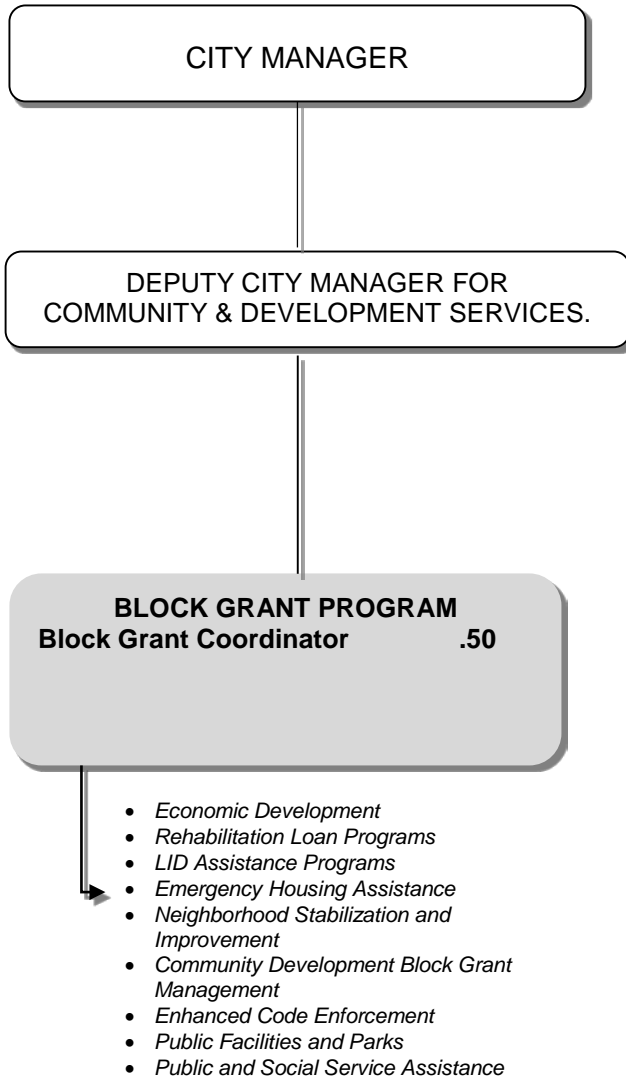 CITY MANAGER
DEPUTY CITY MANAGER FOR
COMMUNITY & DEVELOPMENT SERVICES.
BLOCK GRANT PROGRAM
Block Grant Coordinator .50
• Economic Development
• Rehabilitation Loan Programs
• LID Assistance Programs
• Emergency Housing Assistance
• Neighborhood Stabilization and
Improvement
• Community Development Block Grant
Management
• Enhanced Code Enforcement
• Public Facilities and Parks
• Public and Social Service Assistance